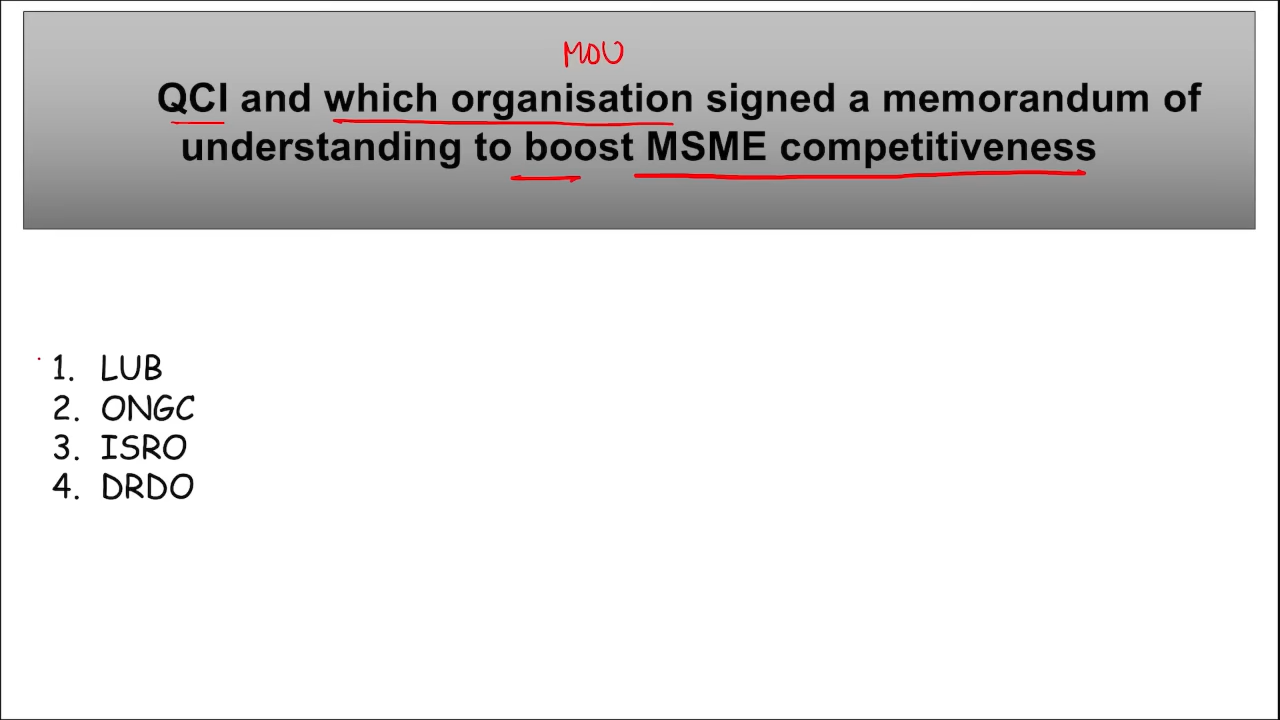 MOU
QCI and which organisation signed a memorandum of
understanding to boost MSME competitiveness
1. LUB
2. ONGC
3. ISRO
4. DRDO